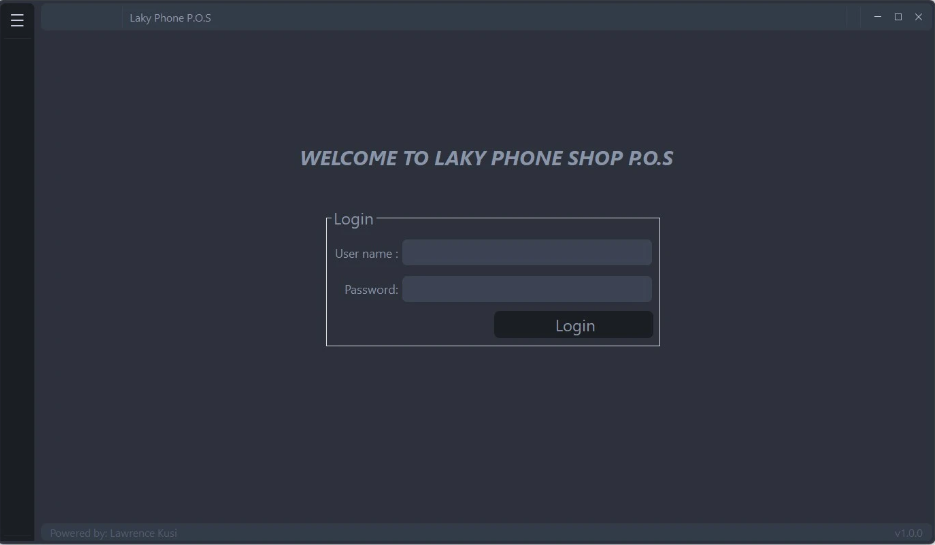 Laky Phone P.O.S
WELCOME TO LAKY PHONE SHOP P.O.S
Login
User name :
Password:
Login
Powered by: Lawrence Kusi
v1.0.0